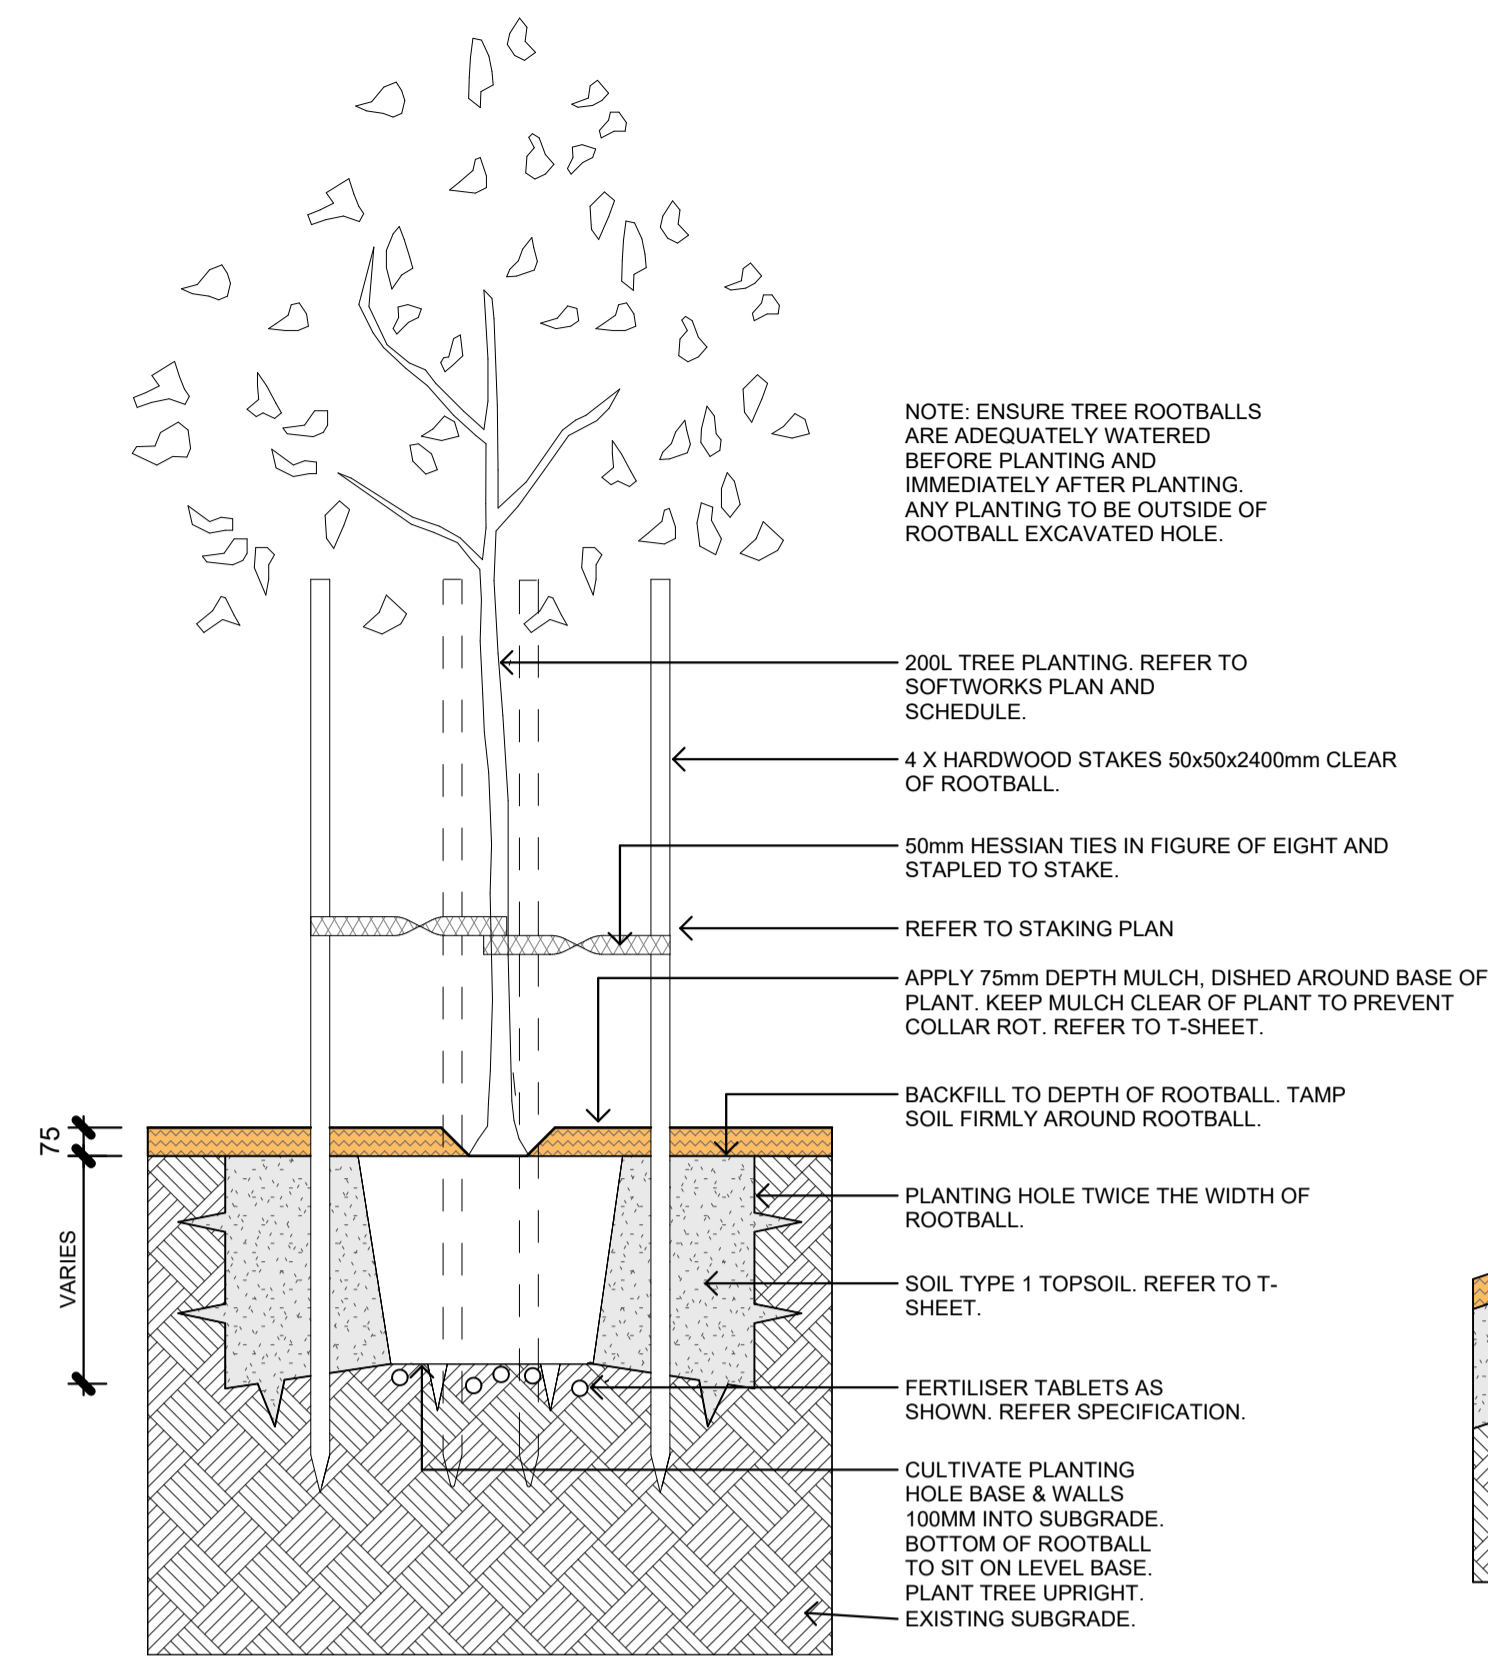 NOTE: ENSURE TREE ROOTBALLS
ARE ADEQUATELY WATERED
BEFORE PLANTING AND
IMMEDIATELY AFTER PLANTING.
ANY PLANTING TO BE OUTSIDE OF
ROOTBALL EXCAVATED HOLE.
200L TREE PLANTING. REFER TO
SOFTWORKS PLAN AND
SCHEDULE.
4 X HARDWOOD STAKES 50x50x2400mm CLEAR
OF ROOTBALL.
50mm HESSIAN TIES IN FIGURE OF EIGHT AND
STAPLED TO STAKE.
REFER TO STAKING PLAN
APPLY 75mm DEPTH MULCH, DISHED AROUND BASE OF
PLANT. KEEP MULCH CLEAR OF PLANT TO PREVENT
COLLAR ROT. REFER TO T-SHEET.
BACKFILL TO DEPTH OF ROOTBALL. TAMP
SOIL FIRMLY AROUND ROOTBALL.
75
PLANTING HOLE TWICE THE WIDTH OF
ROOTBALL.
VARIES
SOIL TYPE 1 TOPSOIL. REFER TO T-
SHEET.
FERTILISER TABLETS AS
SHOWN. REFER SPECIFICATION.
CULTIVATE PLANTING
HOLE BASE & WALLS
100MM INTO SUBGRADE.
BOTTOM OF ROOTBALL
TO SIT ON LEVEL BASE.
PLANT TREE UPRIGHT.
EXISTING SUBGRADE.